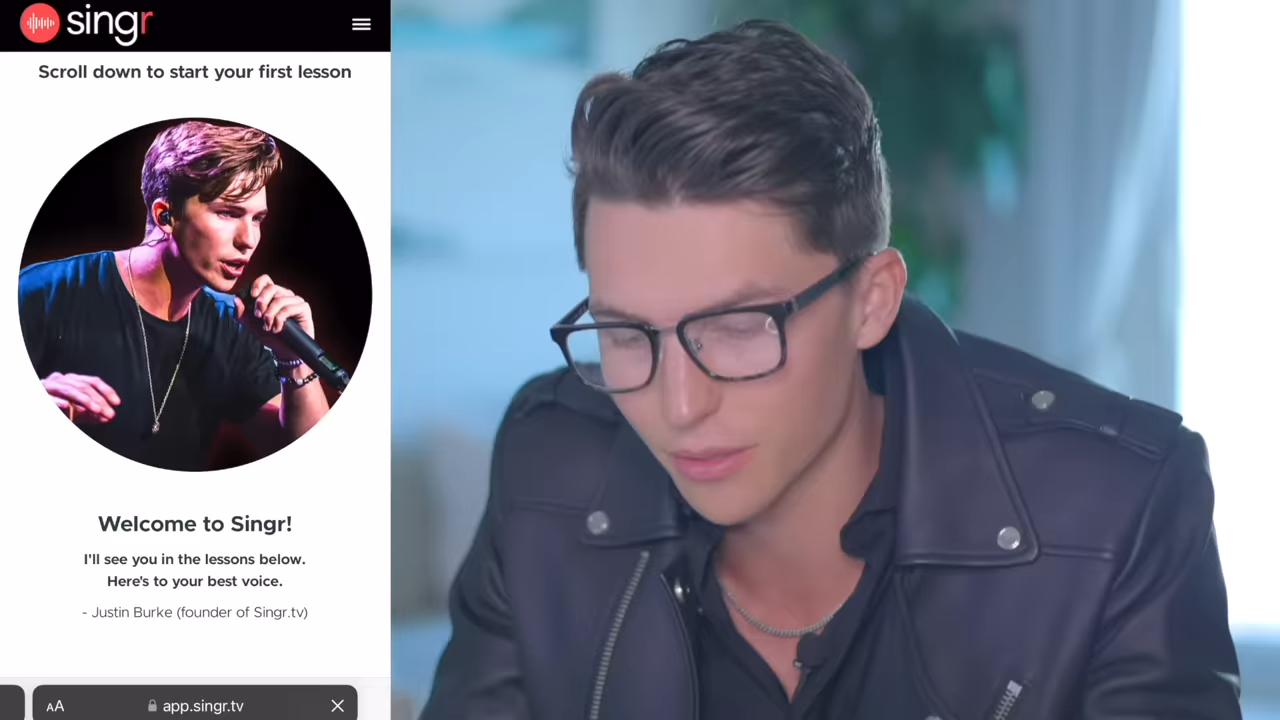 singr
Scroll down to start your first lesson
Welcome to Singr!
I'll see you in the lessons below.
Here's to your best voice.
- Justin Burke (founder of Singr.tv)
AA app.singr.tv